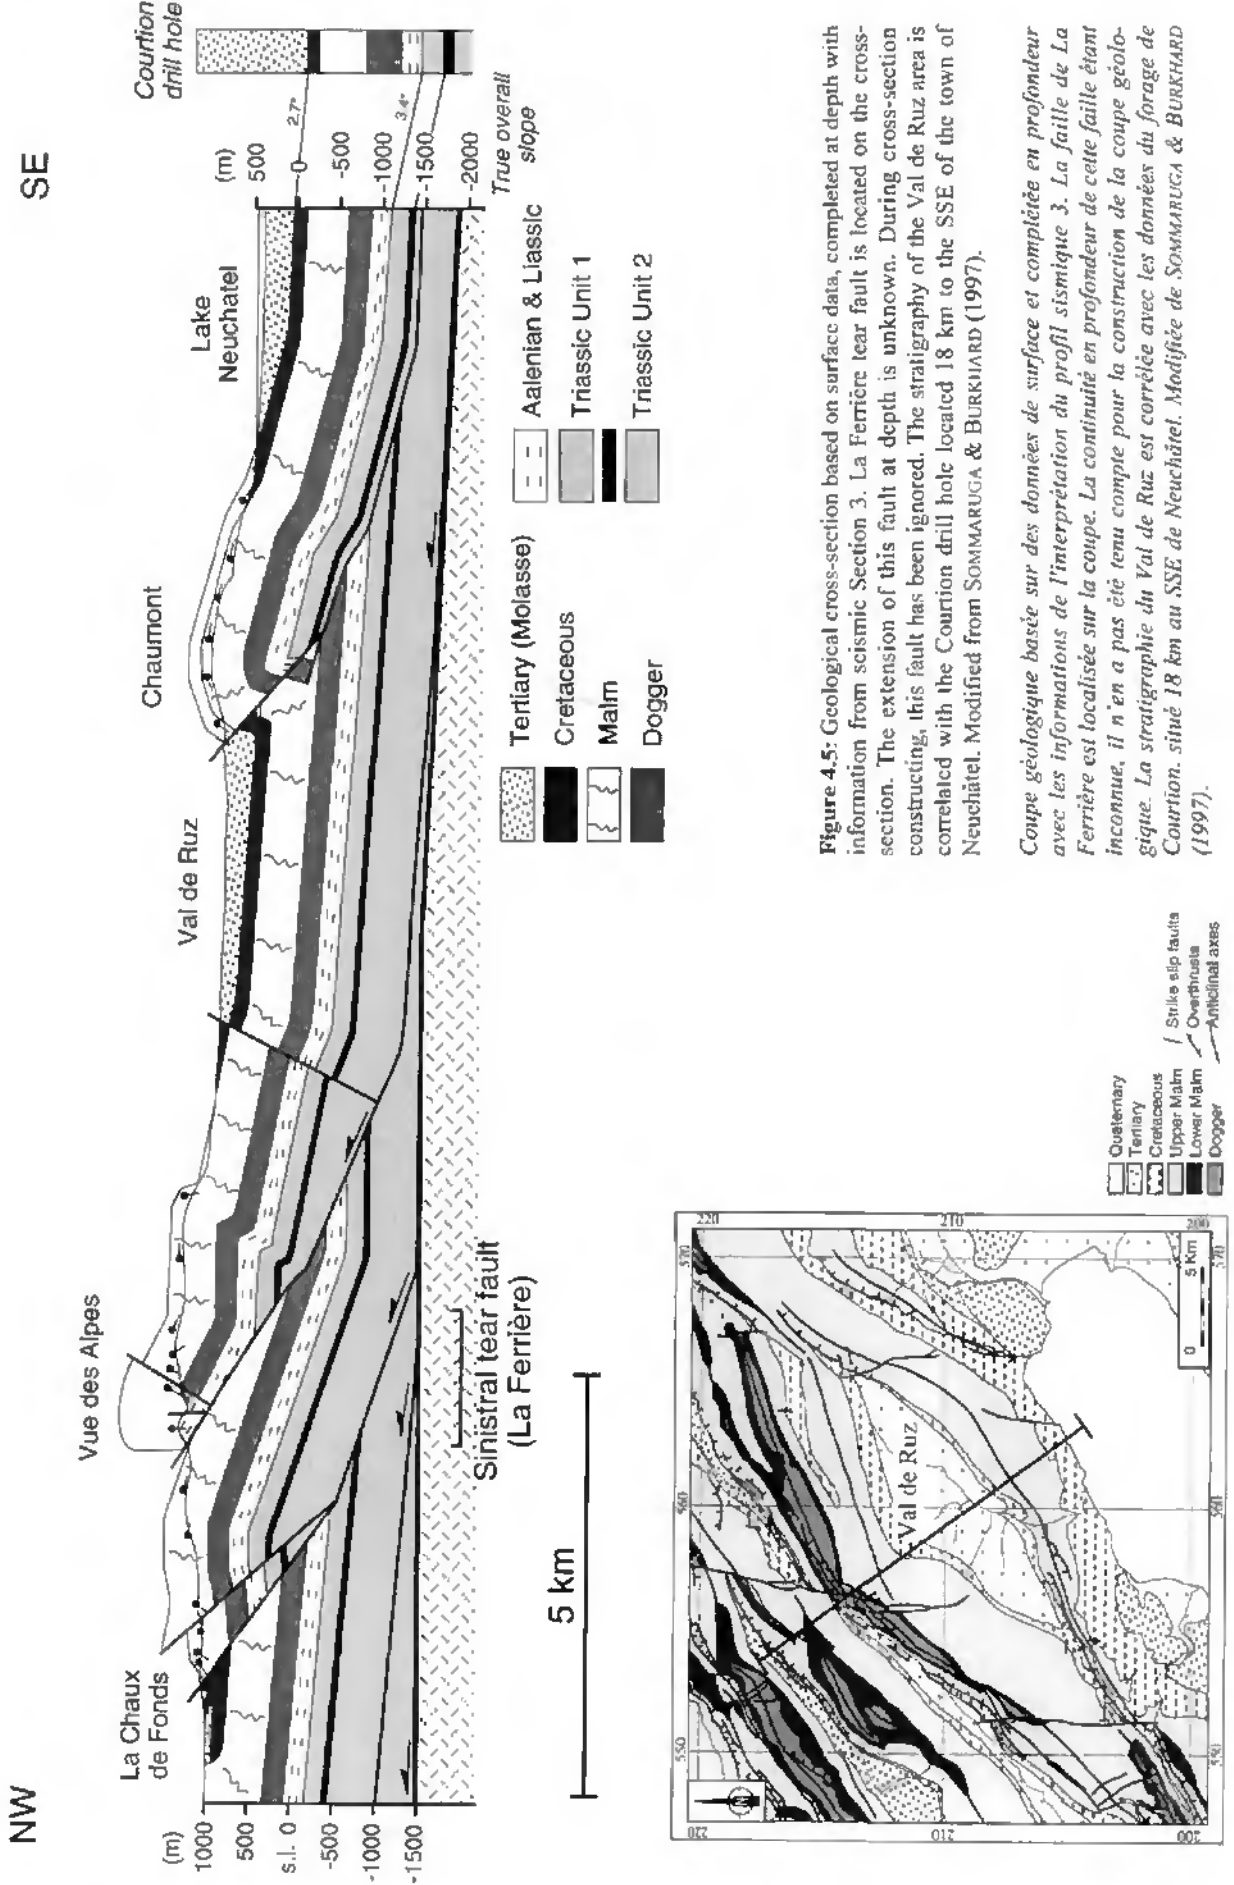 NW
SE
La Chaux
de Fonds
Vue des Alpes
Val de Ruz
Chaumont
Lake
Neuchatel
Courtion
drill hole
(m)
1000
500
s.l. 0
-500
-1000
-1500
(m)
500
0
-500
-1000
-1500
-2000
2.7°
3.4°
True overall
slope
Sinistral tear fault
(La Ferrière)
5 km
Tertiary (Molasse)
Cretaceous
Malm
Dogger
Aalenian & Liassic
Triassic Unit 1
Triassic Unit 2
Figure 4.5: Geological cross-section based on surface data, completed at depth with
information from seismic Section 3. La Ferrière tear fault is located on the cross-
section. The extension of this fault at depth is unknown. During cross-section
constructing, this fault has been ignored. The stratigraphy of the Val de Ruz area is
correlated with the Courtion drill hole located 18 km to the SSE of the town of
Neuchâtel. Modified from SOMMARUGA & BURKHARD (1997).
Coupe géologique basée sur des données de surface et complétée en profondeur
avec les informations de l'interprétation du profil sismique 3. La faille de La
Ferrière est localisée sur la coupe. La continuité en profondeur de cette faille étant
inconnue, il n'en a pas été tenu compte pour la construction de la coupe géolo-
gique. La stratigraphie du Val de Ruz est corrélée avec les données du forage de
Courtion, situé 18 km au SSE de Neuchâtel. Modifiée de SOMMARUGA & BURKHARD
(1997).
220
210
200
220
210
200
550
560
570
550
560
570
N
Val de Ruz
0 5 Km
Quaternary
Tertiary
Cretaceous
Upper Malm
Lower Malm
Dogger
Strike slip faults
Overthrusts
Anticlinal axes